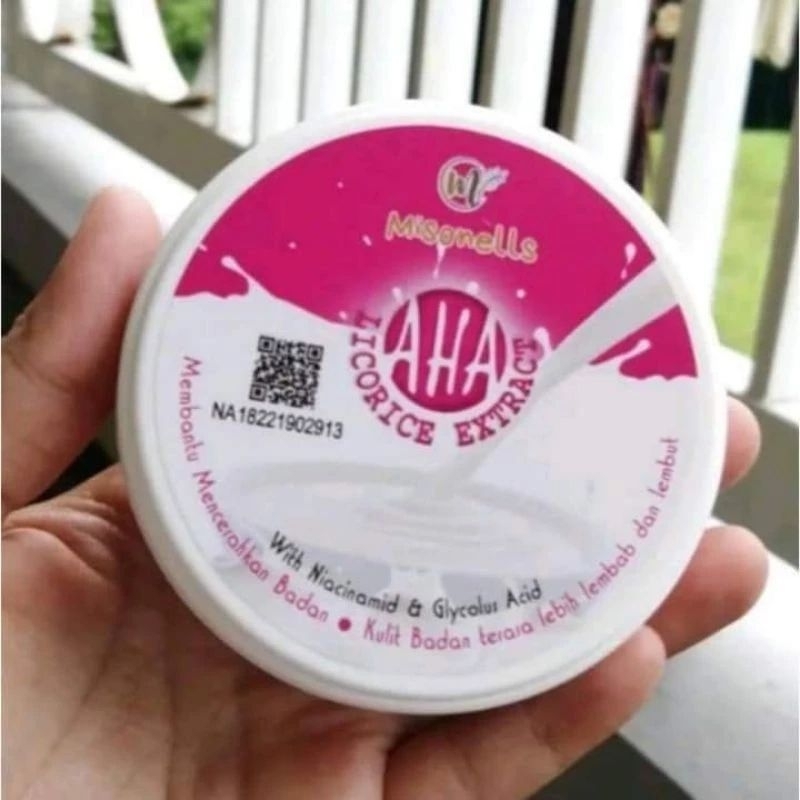 M
Misonells
AHA
LICORICE EXTRACT
NA18221902913
With Niacinamid & Glycolus Acid
Membantu Mencerahkan Badan • Kulit Badan terasa lebih lembab dan lembut